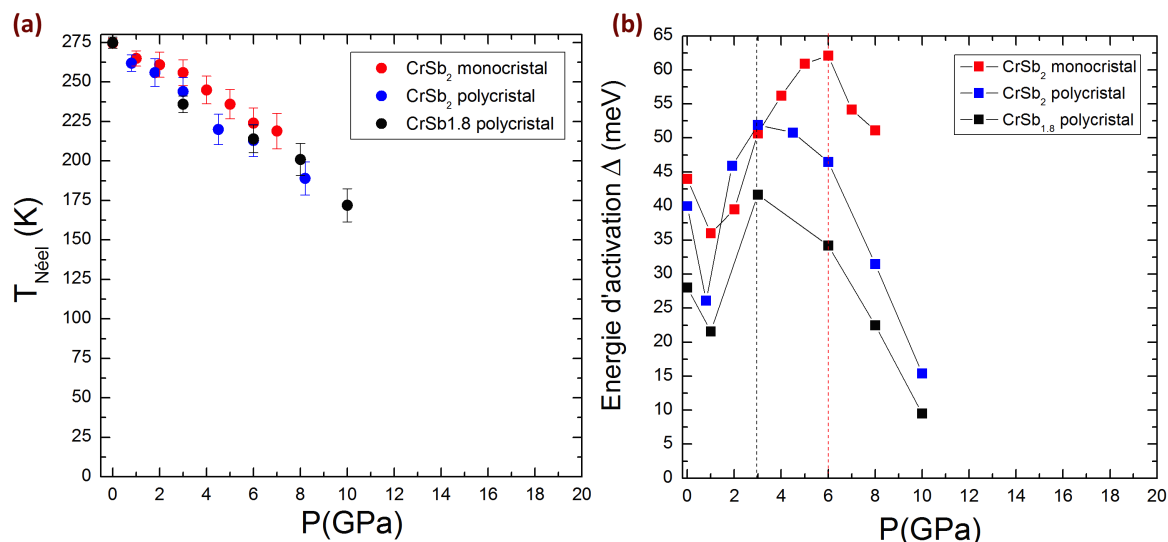 (a)
275
250
225
200
175
150
125
100
75
50
25
0
T_Néel (K)
CrSb₂ monocristal
CrSb₂ polycristal
CrSb1.8 polycristal
0 2 4 6 8 10 12 14 16 18 20
P(GPa)
(b)
65
60
55
50
45
40
35
30
25
20
15
10
5
0
Energie d'activation Δ (meV)
CrSb₂ monocristal
CrSb₂ polycristal
CrSb₁.₈ polycristal
0 2 4 6 8 10 12 14 16 18 20
P(GPa)